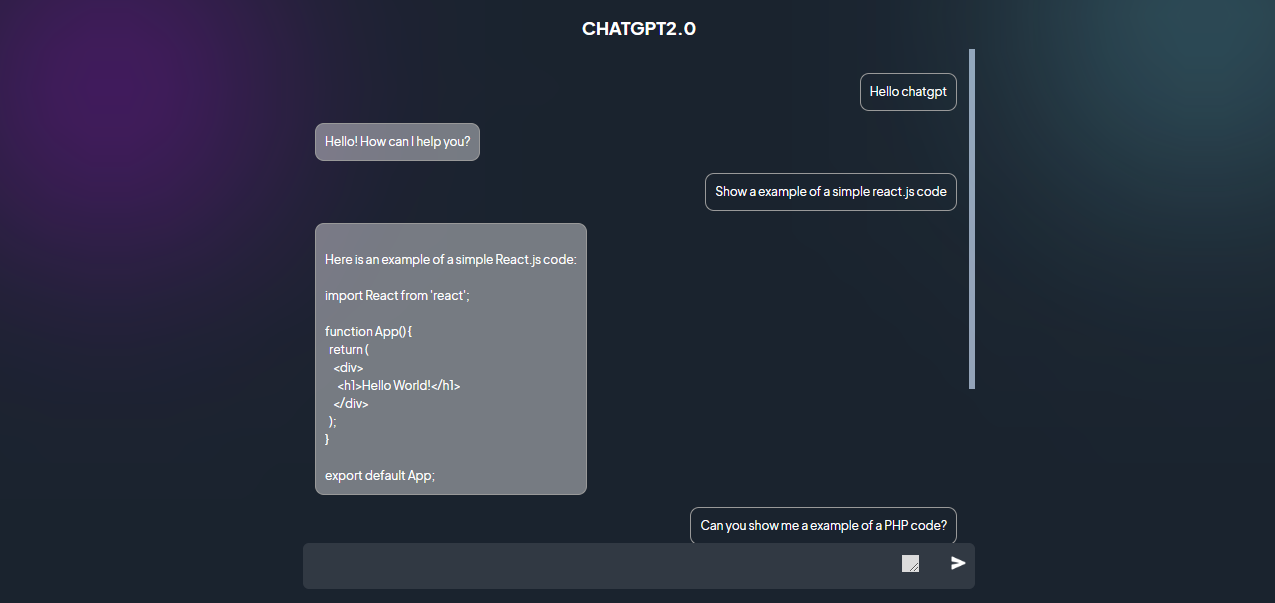 CHATGPT2.0
Hello chatgpt
Hello! How can I help you?
Show a example of a simple react.js code
Here is an example of a simple React.js code:
import React from 'react';
function App() {
return (
<div>
<h1>Hello World!</h1>
</div>
);
}
export default App;
Can you show me a example of a PHP code?